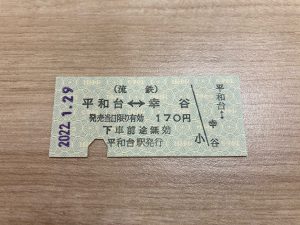 2022.1.29
(流鉄)
平和台↔幸谷
発売当日限り有効 170円
下車前途無効
平和台駅発行
平和台↔幸谷
小